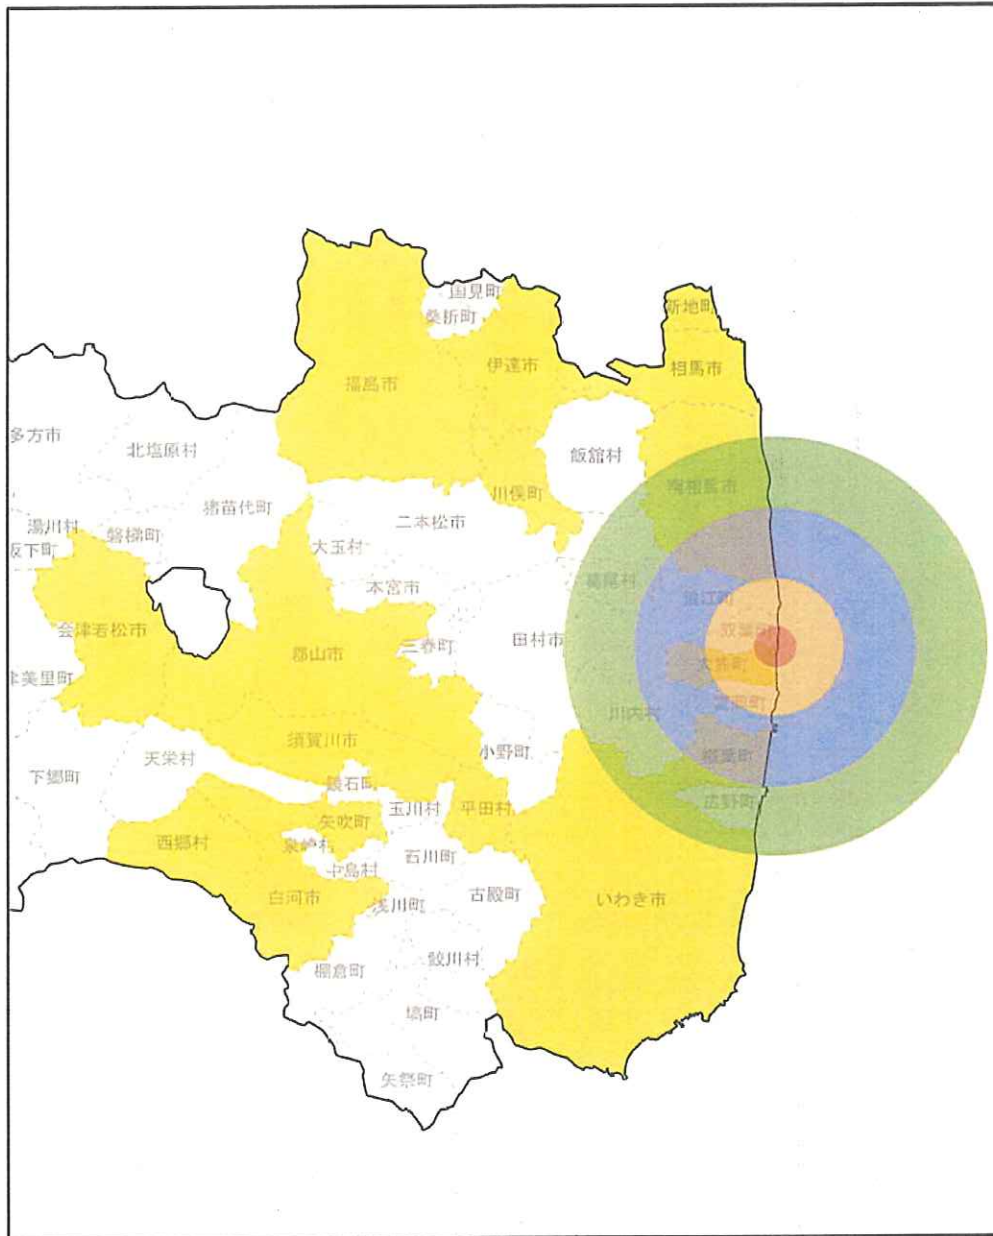 国見町
桑折町
新地町
伊達市
相馬市
福島市
多方市
北塩原村
飯舘村
南相馬市
川俣町
猪苗代町
二本松市
湯川村
磐梯町
坂下町
大玉村
本宮市
葛尾村
浪江町
会津若松市
双葉町
田村市
三春町
郡山市
大熊町
津美里町
富岡町
川内村
須賀川市
小野町
天栄村
楢葉町
下郷町
鏡石町
広野町
玉川村
平田村
矢吹町
西郷村
泉崎村
石川町
中島村
古殿町
白河市
いわき市
浅川町
鮫川村
棚倉町
塙町
矢祭町